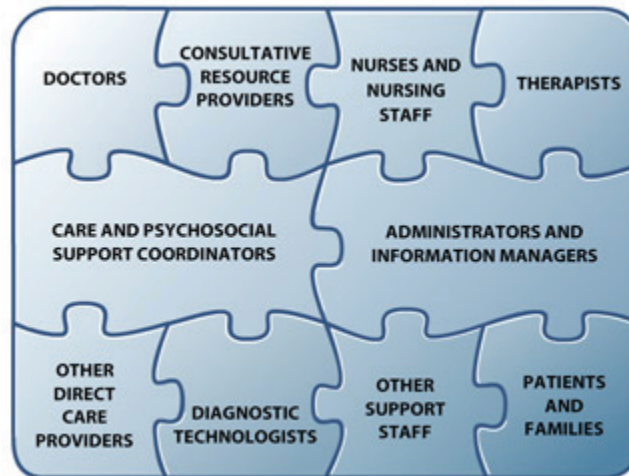 DOCTORS
CONSULTATIVE
RESOURCE
PROVIDERS
NURSES AND
NURSING
STAFF
THERAPISTS
CARE AND PSYCHOSOCIAL
SUPPORT COORDINATORS
ADMINISTRATORS AND
INFORMATION MANAGERS
OTHER
DIRECT
CARE
PROVIDERS
DIAGNOSTIC
TECHNOLOGISTS
OTHER
SUPPORT
STAFF
PATIENTS
AND
FAMILIES